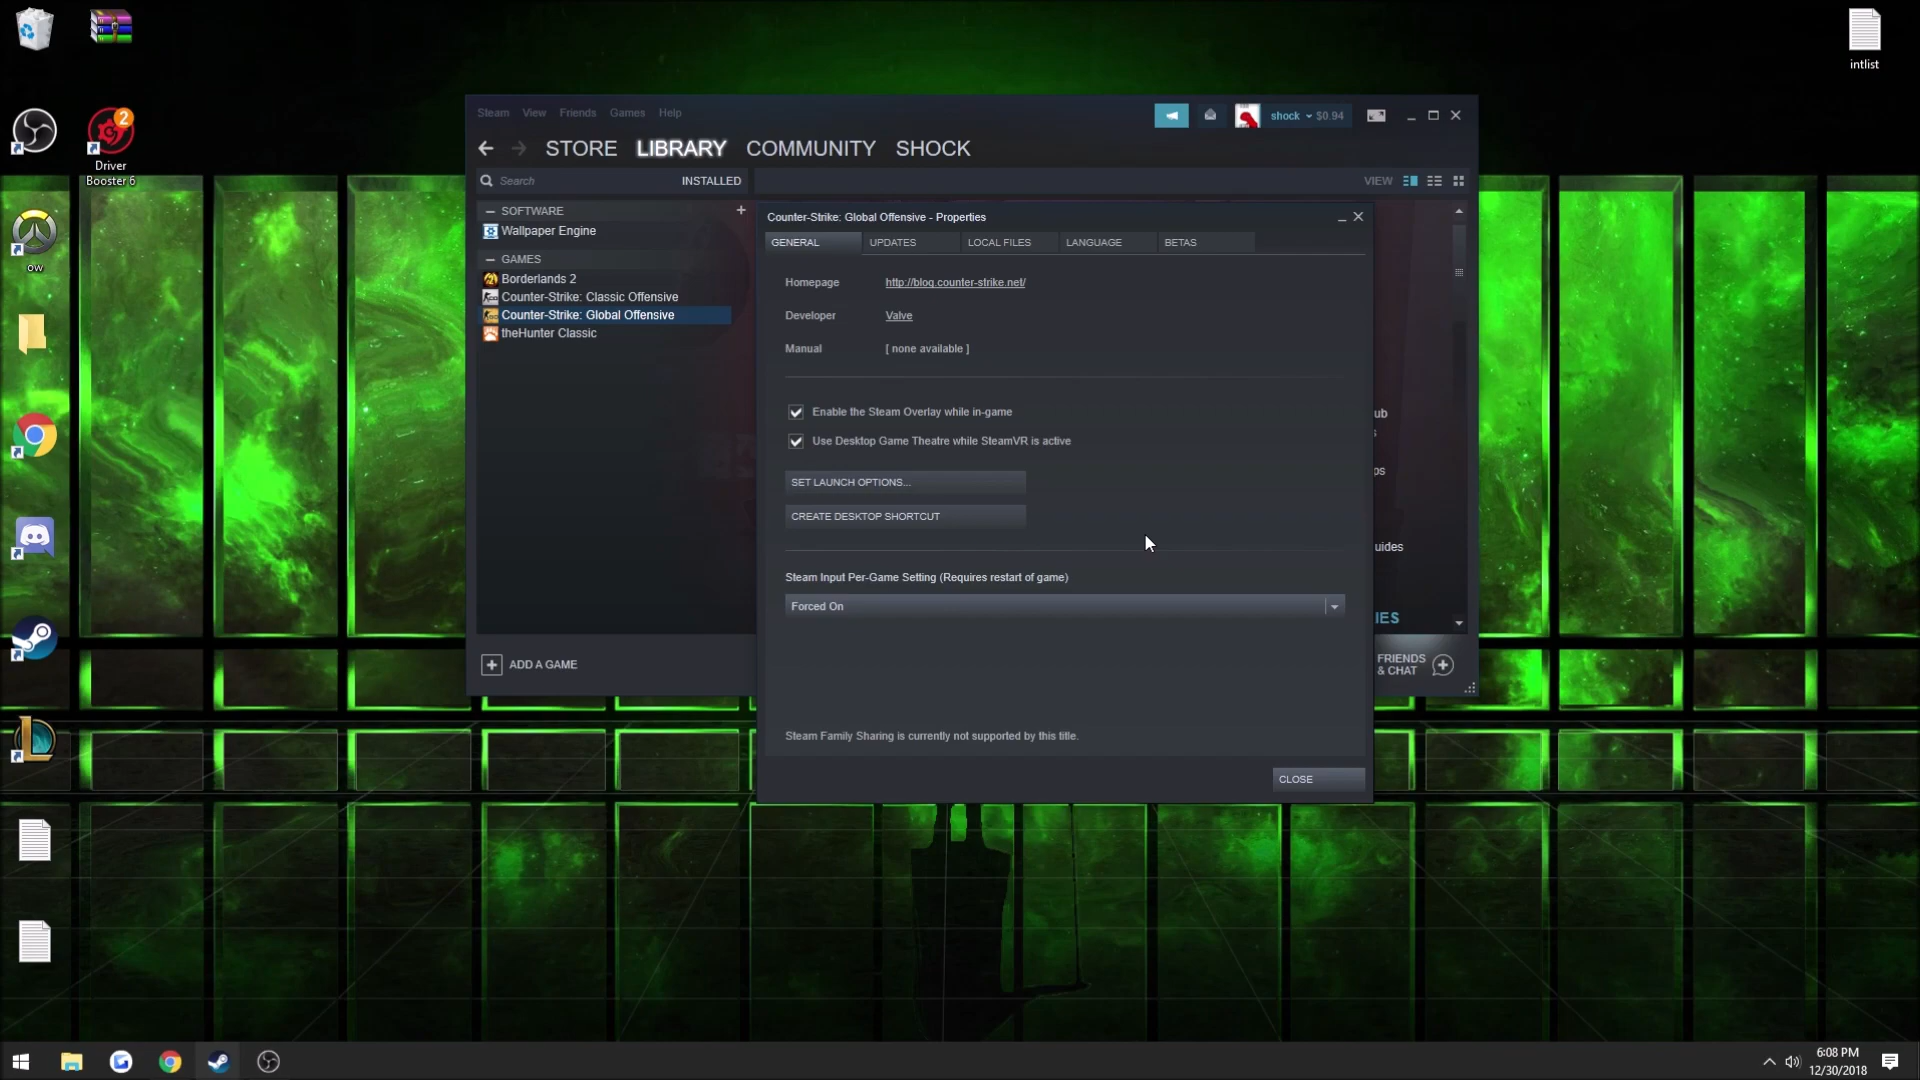 intlist
2
Driver
Booster 6
ow
Steam View Friends Games Help
shock $0.94
STORE LIBRARY COMMUNITY SHOCK
Search INSTALLED VIEW
SOFTWARE
Wallpaper Engine
GAMES
Borderlands 2
Counter-Strike: Classic Offensive
Counter-Strike: Global Offensive
theHunter Classic
ADD A GAME
Counter-Strike: Global Offensive - Properties
GENERAL UPDATES LOCAL FILES LANGUAGE BETAS
Homepage http://blog.counter-strike.net/
Developer Valve
Manual [ none available ]
Enable the Steam Overlay while in-game
Use Desktop Game Theatre while SteamVR is active
SET LAUNCH OPTIONS...
CREATE DESKTOP SHORTCUT
Steam Input Per-Game Setting (Requires restart of game)
Forced On
Steam Family Sharing is currently not supported by this title.
CLOSE
ub
s
ps
uides
IES
FRIENDS
& CHAT
6:08 PM
12/30/2018